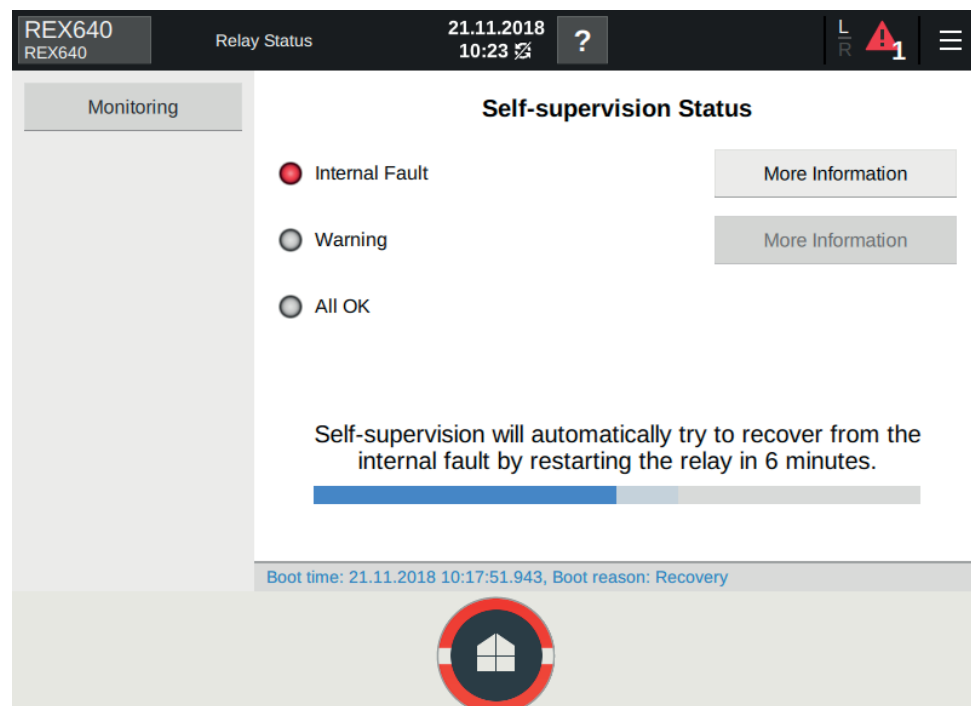 REX640
REX640
Relay Status
21.11.2018
10:23
?
L
R
1
Monitoring
Self-supervision Status
Internal Fault
More Information
Warning
More Information
All OK
Self-supervision will automatically try to recover from the
internal fault by restarting the relay in 6 minutes.
Boot time: 21.11.2018 10:17:51.943, Boot reason: Recovery